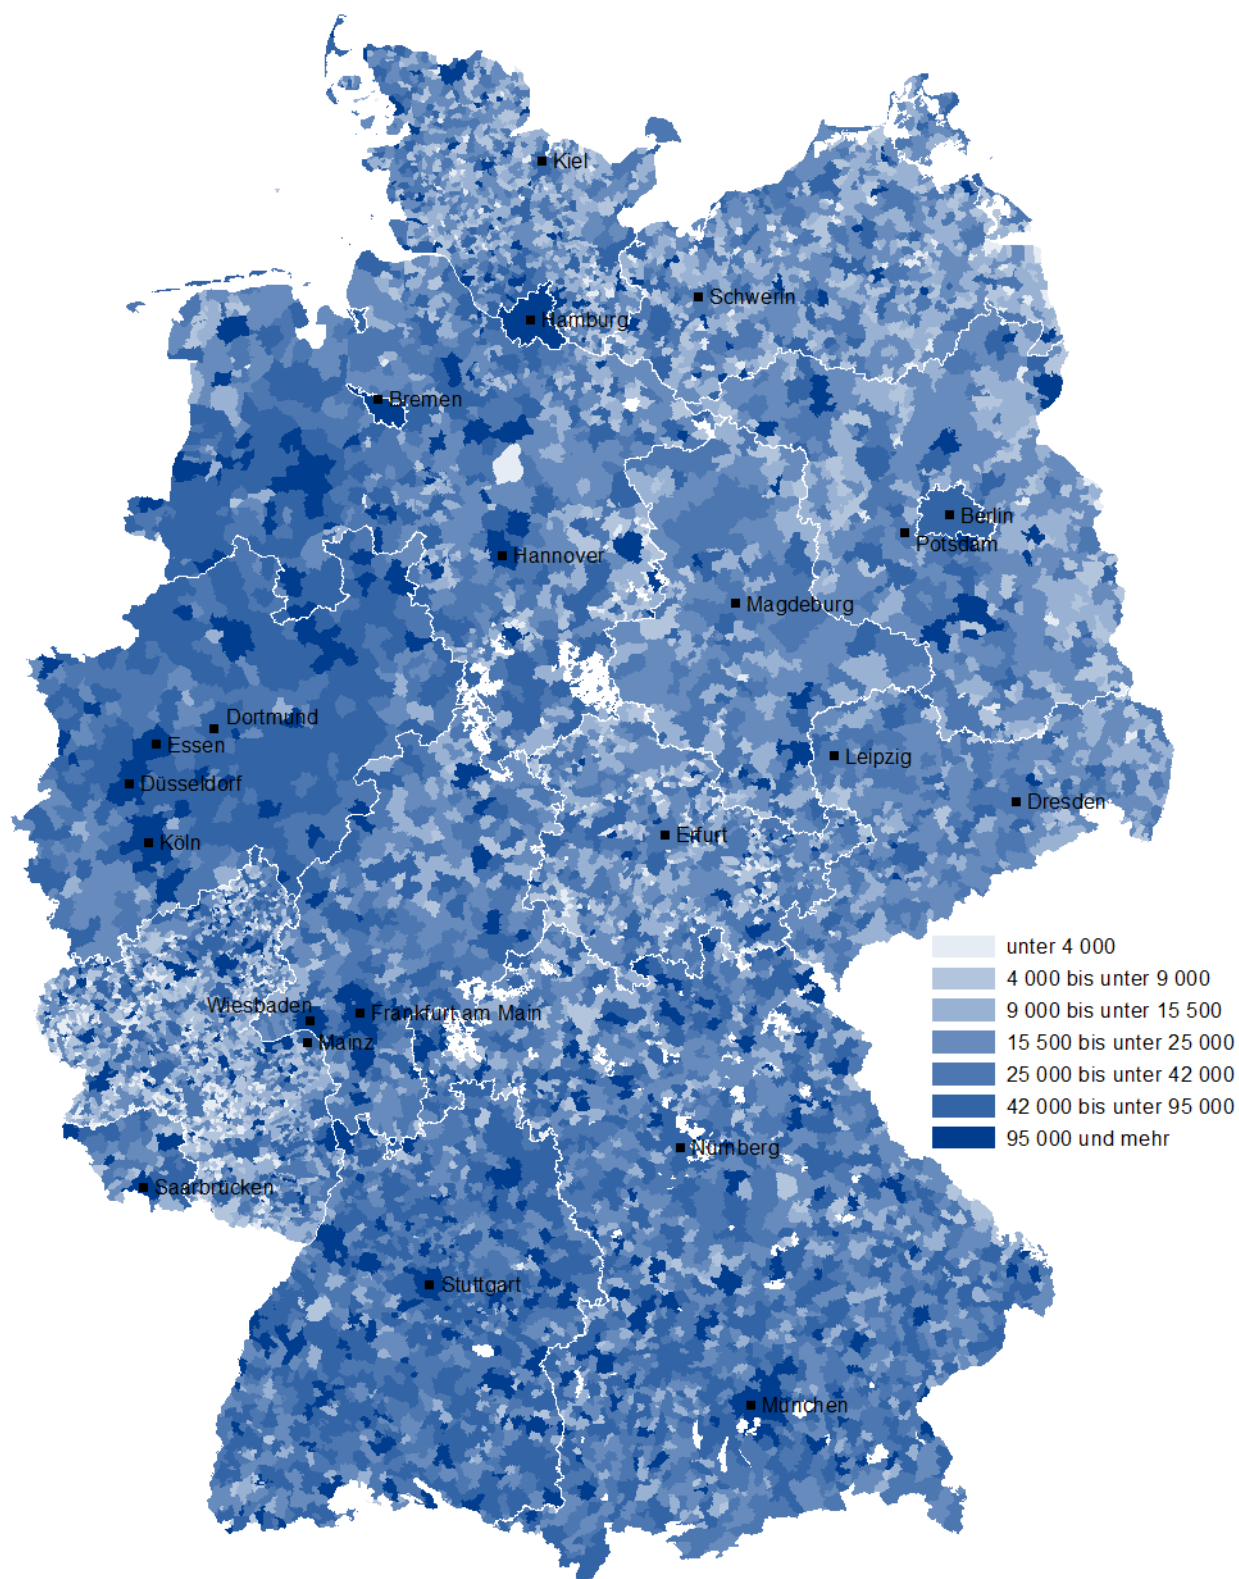 Kiel
Schwerin
Hamburg
Bremen
Berlin
Potsdam
Hannover
Magdeburg
Dortmund
Essen
Leipzig
Düsseldorf
Dresden
Köln
Erfurt
Wiesbaden
Frankfurt am Main
Mainz
Nürnberg
Saarbrücken
Stuttgart
München
unter 4 000
4 000 bis unter 9 000
9 000 bis unter 15 500
15 500 bis unter 25 000
25 000 bis unter 42 000
42 000 bis unter 95 000
95 000 und mehr